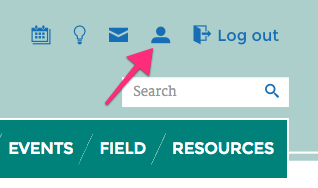 Log out
Search
EVENTS / FIELD / RESOURCES